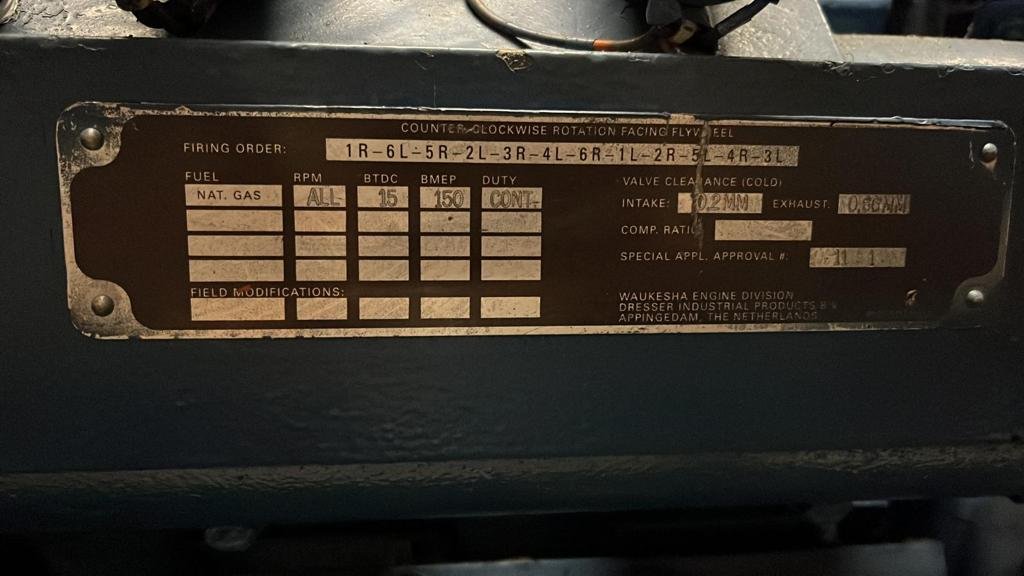 COUNTER-CLOCKWISE ROTATION FACING FLYWHEEL
FIRING ORDER: 1R-6L-5R-2L-3R-4L-6R-1L-2R-5L-4R-3L
FUEL RPM BTDC BMEP DUTY
NAT. GAS ALL 15 150 CONT.
FIELD MODIFICATIONS:
VALVE CLEARANCE (COLD)
INTAKE: 0.2MM EXHAUST:
COMP. RATIO
SPECIAL APPL. APPROVAL #:
WAUKESHA ENGINE DIVISION
DRESSER INDUSTRIAL PRODUCTS B.V.
APPINGEDAM, THE NETHERLANDS